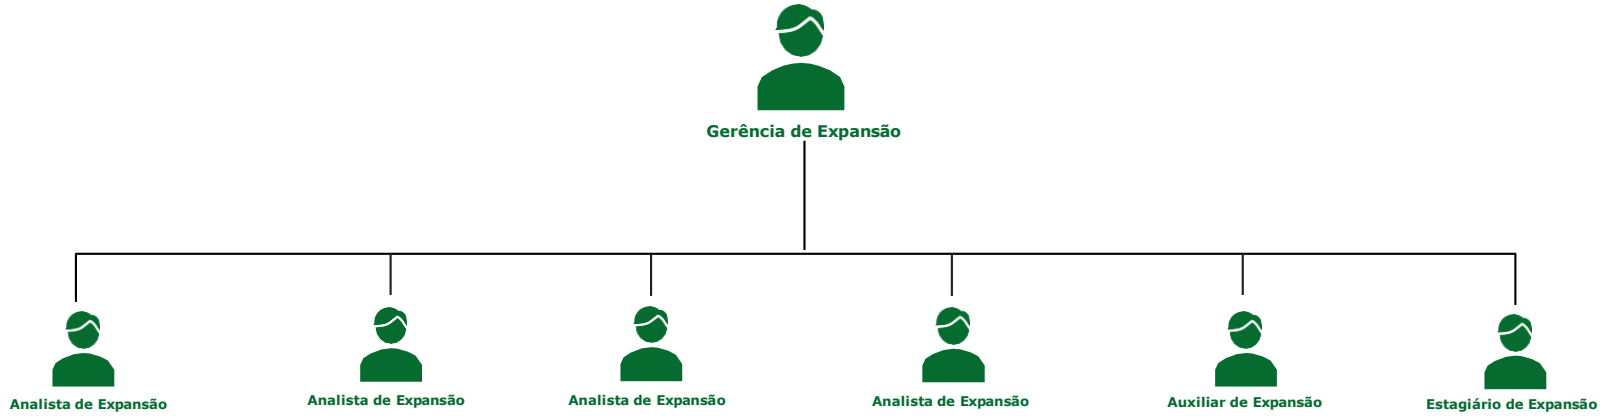 Gerência de Expansão
Analista de Expansão
Analista de Expansão
Analista de Expansão
Analista de Expansão
Auxiliar de Expansão
Estagiário de Expansão